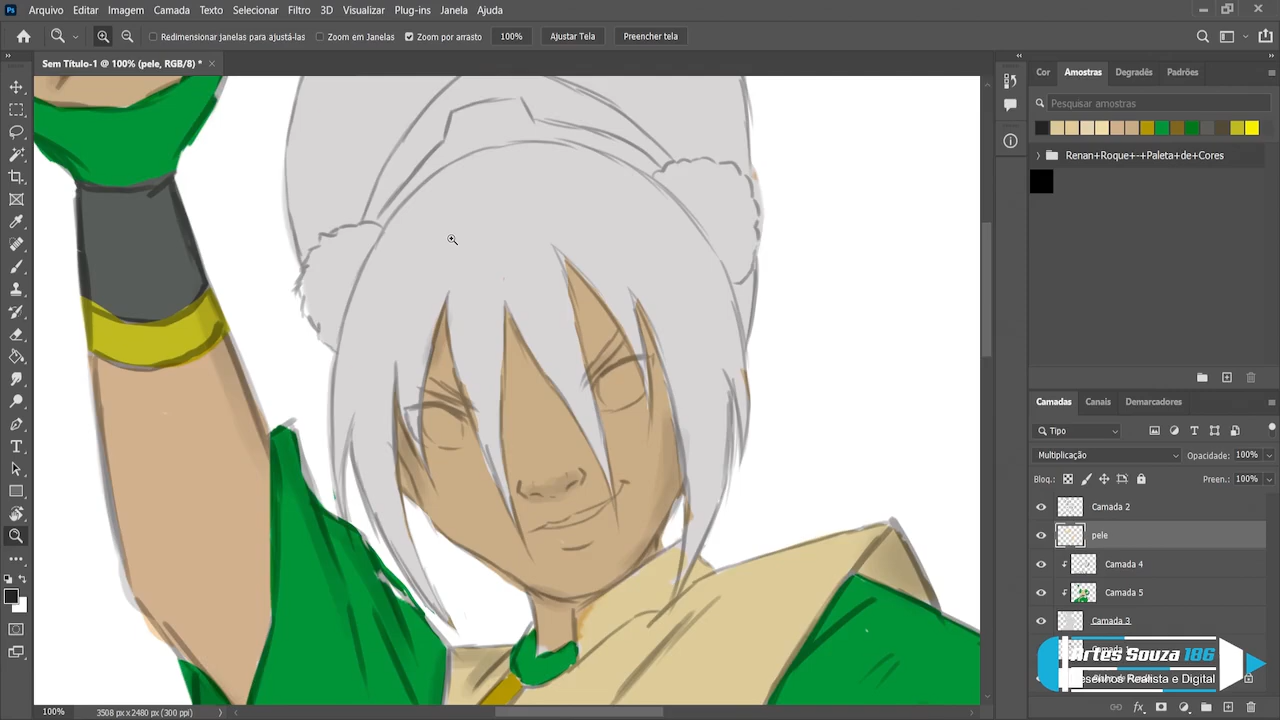 Arquivo Editar Imagem Camada Texto Selecionar Filtro 3D Visualizar Plug-ins Janela Ajuda
Redimensionar janelas para ajustá-las Zoom em Janelas Zoom por arrasto 100% Ajustar Tela Preencher tela
Sem Título-1 @ 100% (pele, RGB/8) *
Cor Amostras Degradês Padrões
Pesquisar amostras
Renan+Roque+-+Paleta+de+Cores
Camadas Canais Demarcadores
Tipo
Multiplicação Opacidade: 100%
Bloq.: Preen.: 100%
Camada 2
pele
Camada 4
Camada 5
Camada 3
Artes Souza 186
Desenhos Realista e Digital
100% 3508 px x 2480 px (300 ppi)